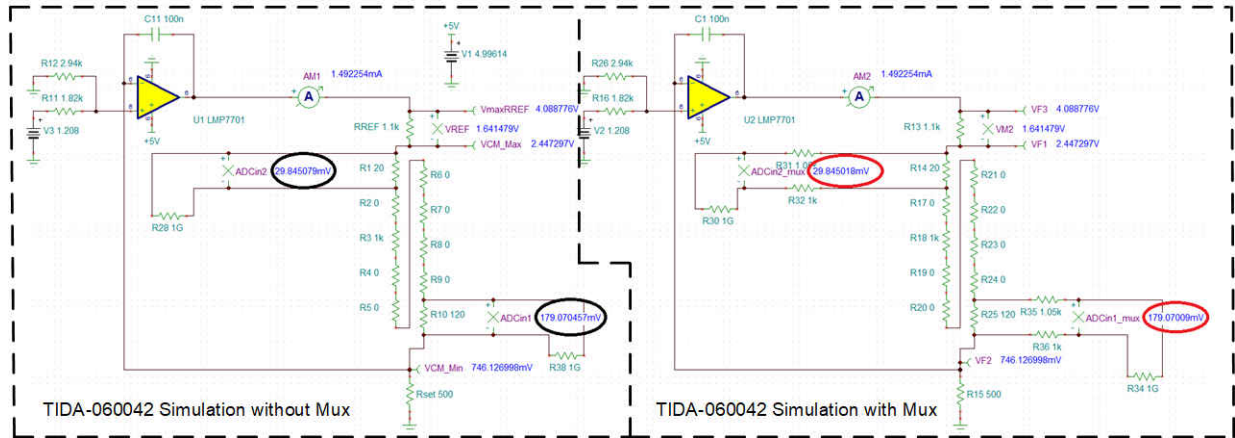 C11 100n
+5V
V1 4.99614
R12 2.94k
R11 1.82k
V3 1.208
U1 LMP7701
+5V
AM1
1.492254mA
A
VmaxRREF 4.088776V
RREF 1.1k
VREF 1.641479V
VCM_Max 2.447297V
ADCin2 29.845079mV
R28 1G
R1 20
R2 0
R3 1k
R4 0
R5 0
R6 0
R7 0
R8 0
R9 0
R10 120
ADCin1 179.070457mV
R38 1G
VCM_Min 746.126998mV
Rset 500
TIDA-060042 Simulation without Mux
C1 100n
R26 2.94k
R16 1.82k
V2 1.208
U2 LMP7701
+5V
AM2
1.492254mA
A
VF3 4.088776V
R13 1.1k
VM2 1.641479V
VF1 2.447297V
R31 1.05k
ADCin2_mux 29.845018mV
R32 1k
R30 1G
R14 20
R17 0
R18 1k
R19 0
R20 0
R21 0
R22 0
R23 0
R24 0
R25 120
R35 1.05k
ADCin1_mux 179.07009mV
R36 1k
R34 1G
VF2 746.126998mV
R15 500
TIDA-060042 Simulation with Mux